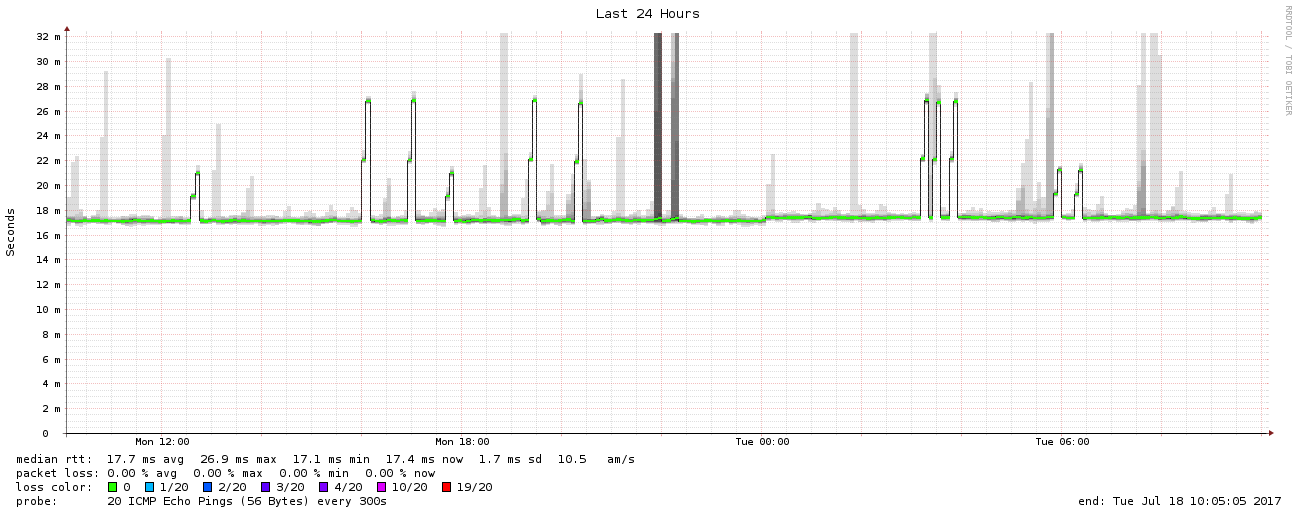 Last 24 Hours
RRDTOOL / TOBI OETIKER
Seconds
32 m
30 m
28 m
26 m
24 m
22 m
20 m
18 m
16 m
14 m
12 m
10 m
8 m
6 m
4 m
2 m
0
Mon 12:00 Mon 18:00 Tue 00:00 Tue 06:00
median rtt: 17.7 ms avg 26.9 ms max 17.1 ms min 17.4 ms now 1.7 ms sd 10.5 am/s
packet loss: 0.00 % avg 0.00 % max 0.00 % min 0.00 % now
loss color: 0 1/20 2/20 3/20 4/20 10/20 19/20
probe: 20 ICMP Echo Pings (56 Bytes) every 300s end: Tue Jul 18 10:05:05 2017